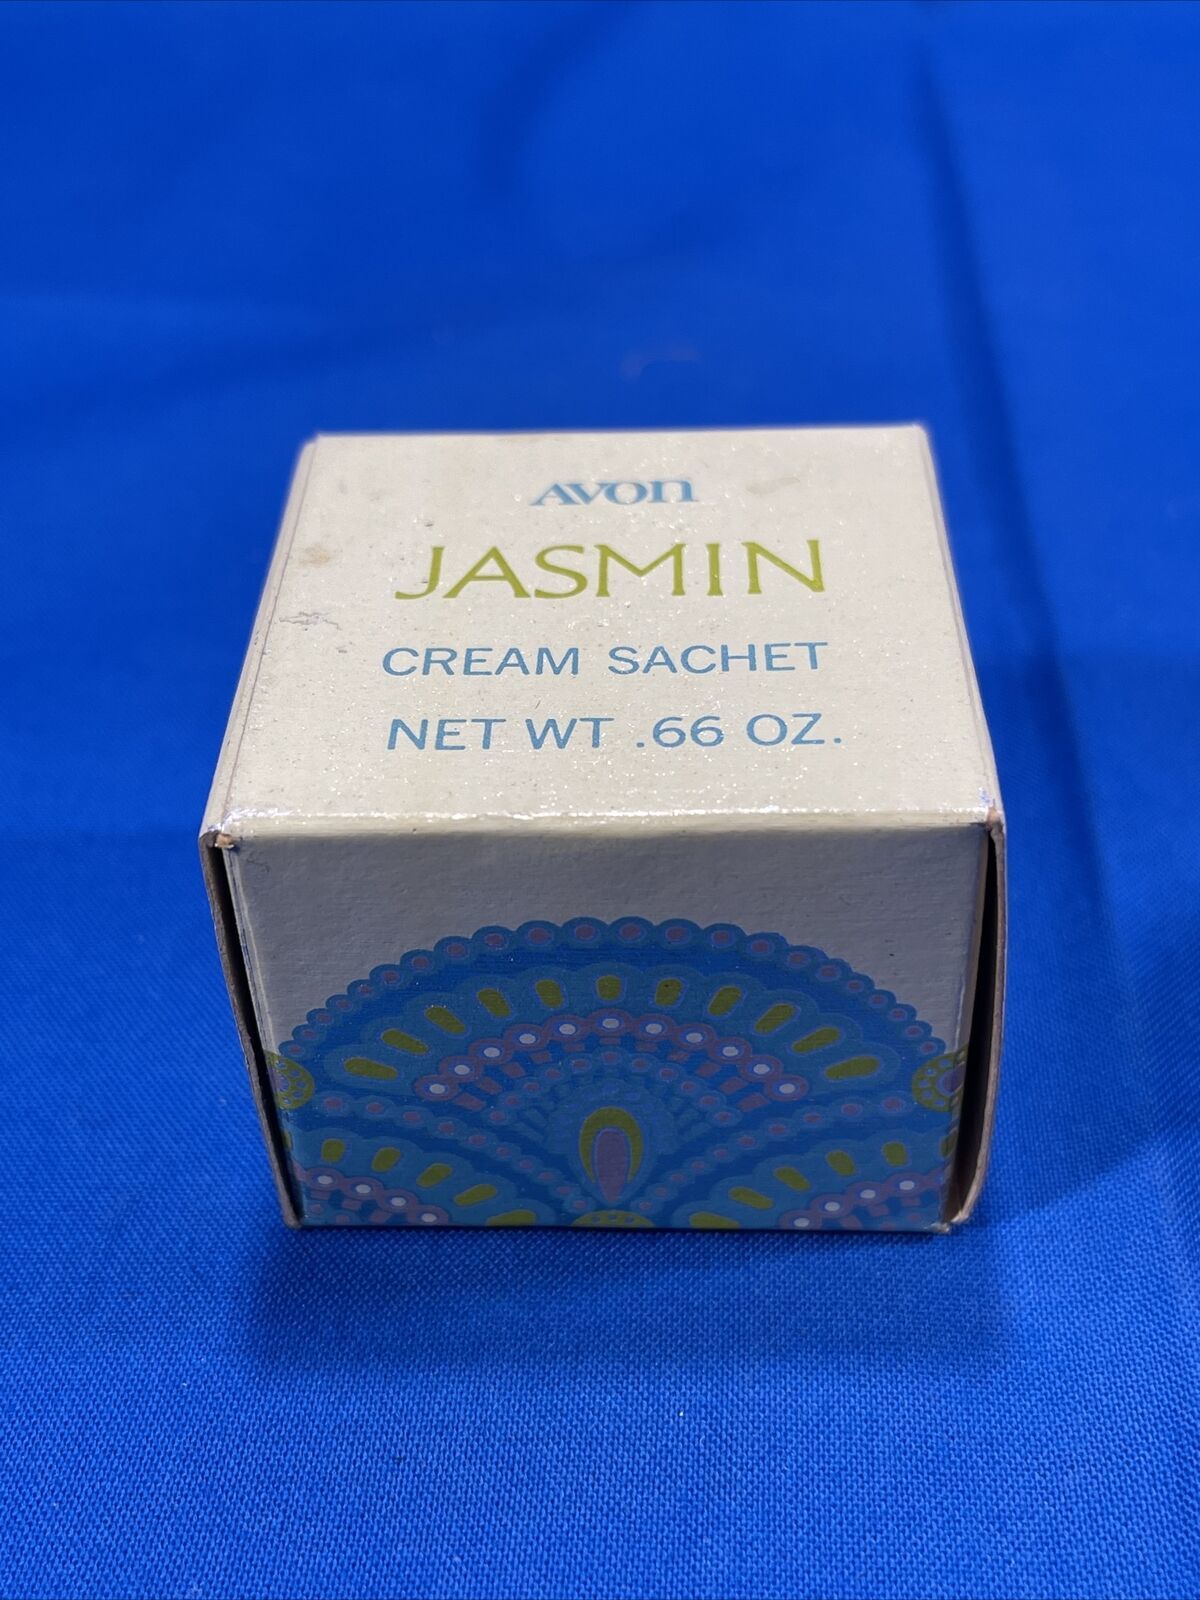 AVON
JASMIN
CREAM SACHET
NET WT .66 OZ.